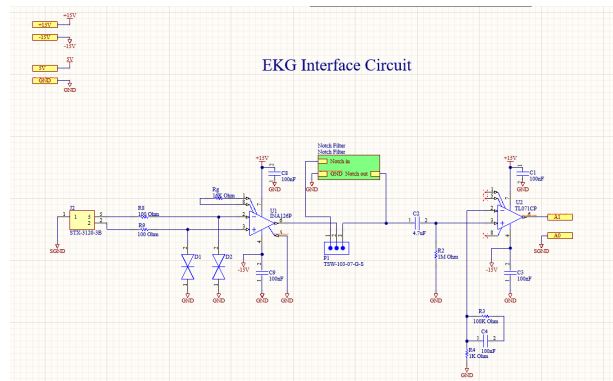 +15V
+15V
-15V
-15V
5V
5V
GND
GND
EKG Interface Circuit
Notch Filter
Notch Filter
Notch in
GND Notch out
GND
+15V
C8
100nF
GND
+15V
C1
100nF
GND
J2
STX-3120-3B
SGND
R8
100 Ohm
R9
100 Ohm
D1
D2
GND
GND
U1
INA126P
-15V
C9
100nF
GND
GND
P1
TSW-103-07-G-S
C2
4.7uF
R2
1M Ohm
GND
U2
TL071CP
A1
A0
SGND
-15V
C3
100nF
GND
R3
100K Ohm
C4
100nF
R4
1K Ohm
GND